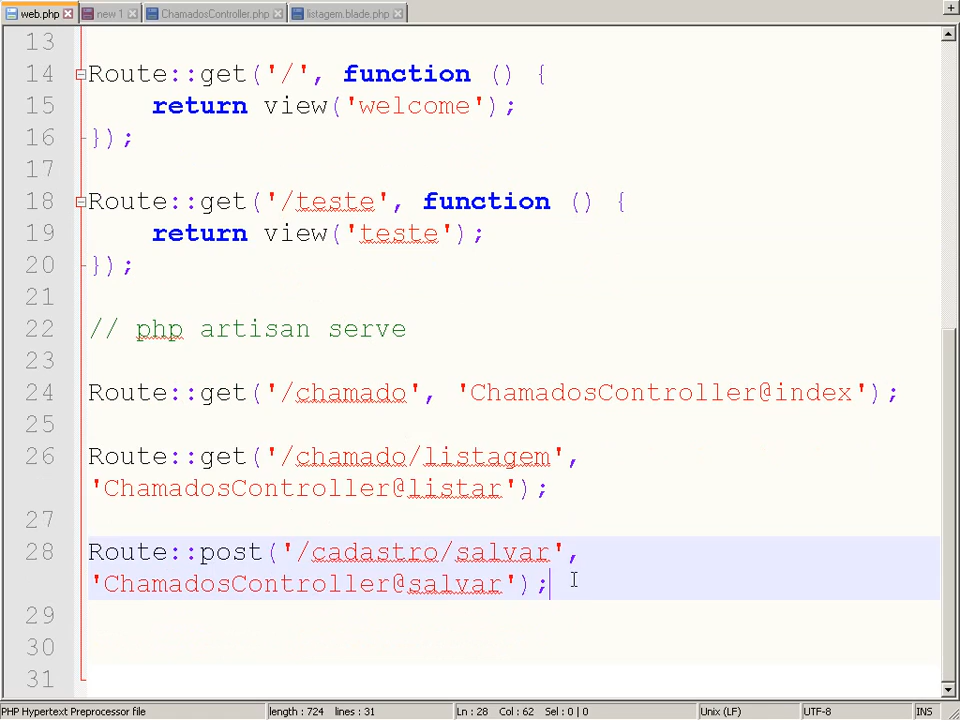 web.php new 1 ChamadosController.php listagem.blade.php
13
14 Route::get('/', function () {
15 return view('welcome');
16 });
17
18 Route::get('/teste', function () {
19 return view('teste');
20 });
21
22 // php artisan serve
23
24 Route::get('/chamado', 'ChamadosController@index');
25
26 Route::get('/chamado/listagem',
'ChamadosController@listar');
27
28 Route::post('/cadastro/salvar',
'ChamadosController@salvar');
29
30
31
PHP Hypertext Preprocessor file length : 724 lines : 31 Ln : 28 Col : 62 Sel : 0 | 0 Unix (LF) UTF-8 INS